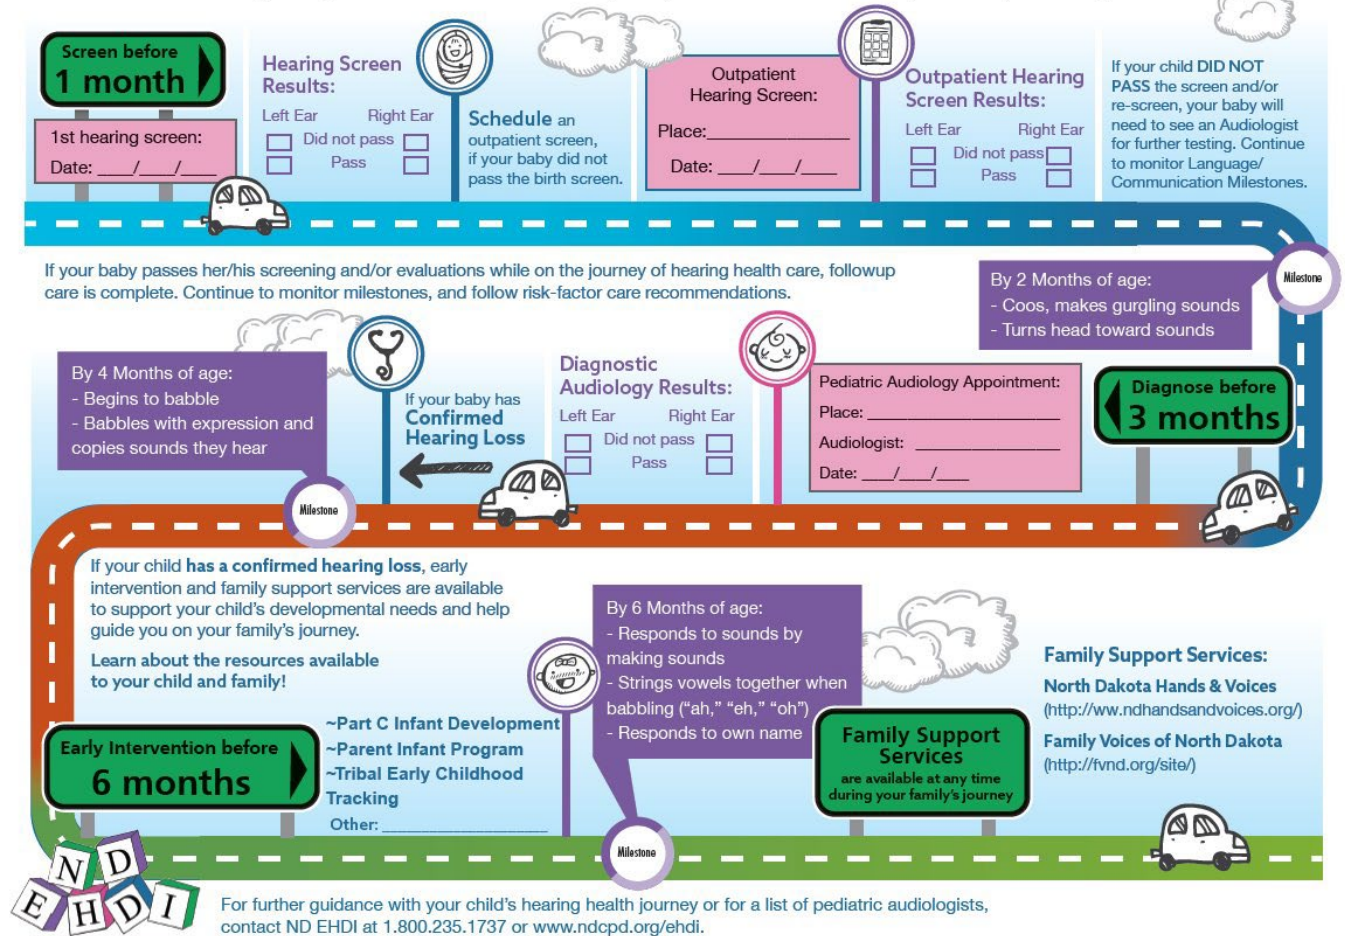 Screen before
1 month
1st hearing screen:
Date: ___/___/___
Hearing Screen
Results:
Left Ear Right Ear
Did not pass
Pass
Schedule an
outpatient screen,
if your baby did not
pass the birth screen.
Outpatient
Hearing Screen:
Place:________________
Date: ___/___/___
Outpatient Hearing
Screen Results:
Left Ear Right Ear
Did not pass
Pass
If your child DID NOT
PASS the screen and/or
re-screen, your baby will
need to see an Audiologist
for further testing. Continue
to monitor Language/
Communication Milestones.
If your baby passes her/his screening and/or evaluations while on the journey of hearing health care, followup
care is complete. Continue to monitor milestones, and follow risk-factor care recommendations.
By 2 Months of age:
- Coos, makes gurgling sounds
- Turns head toward sounds
Milestone
Diagnose before
3 months
Pediatric Audiology Appointment:
Place: ______________________
Audiologist: ________________
Date: ___/___/___
Diagnostic
Audiology Results:
Left Ear Right Ear
Did not pass
Pass
If your baby has
Confirmed
Hearing Loss
By 4 Months of age:
- Begins to babble
- Babbles with expression and
copies sounds they hear
Milestone
If your child has a confirmed hearing loss, early
intervention and family support services are available
to support your child's developmental needs and help
guide you on your family's journey.
Learn about the resources available
to your child and family!
Early Intervention before
6 months
~Part C Infant Development
~Parent Infant Program
~Tribal Early Childhood
Tracking
Other: ____________________
By 6 Months of age:
- Responds to sounds by
making sounds
- Strings vowels together when
babbling ("ah," "eh," "oh")
- Responds to own name
Milestone
Family Support
Services
are available at any time
during your family's journey
Family Support Services:
North Dakota Hands & Voices
(http://ww.ndhandsandvoices.org/)
Family Voices of North Dakota
(http://fvnd.org/site/)
ND
EHDI
For further guidance with your child's hearing health journey or for a list of pediatric audiologists,
contact ND EHDI at 1.800.235.1737 or www.ndcpd.org/ehdi.